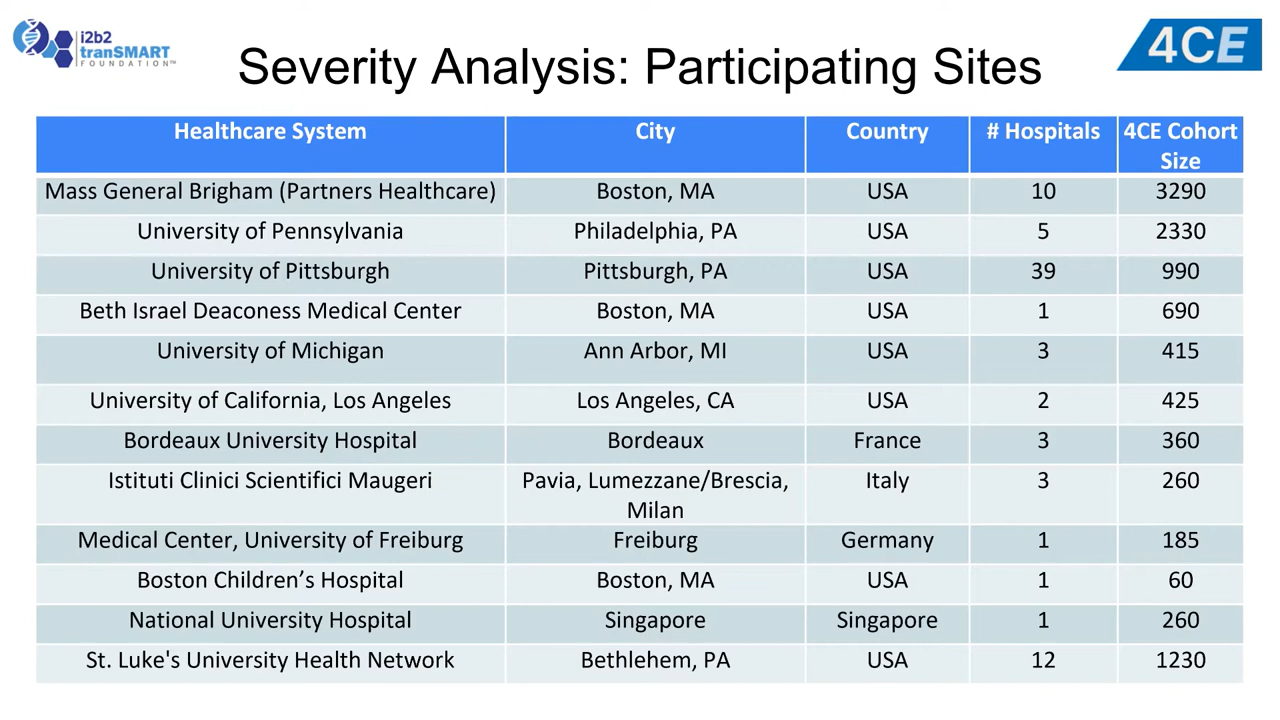 i2b2
tranSMART
FOUNDATION™
4CE
Severity Analysis: Participating Sites
Healthcare System City Country # Hospitals 4CE Cohort
Size
Mass General Brigham (Partners Healthcare) Boston, MA USA 10 3290
University of Pennsylvania Philadelphia, PA USA 5 2330
University of Pittsburgh Pittsburgh, PA USA 39 990
Beth Israel Deaconess Medical Center Boston, MA USA 1 690
University of Michigan Ann Arbor, MI USA 3 415
University of California, Los Angeles Los Angeles, CA USA 2 425
Bordeaux University Hospital Bordeaux France 3 360
Istituti Clinici Scientifici Maugeri Pavia, Lumezzane/Brescia, Italy 3 260
Milan
Medical Center, University of Freiburg Freiburg Germany 1 185
Boston Children’s Hospital Boston, MA USA 1 60
National University Hospital Singapore Singapore 1 260
St. Luke's University Health Network Bethlehem, PA USA 12 1230